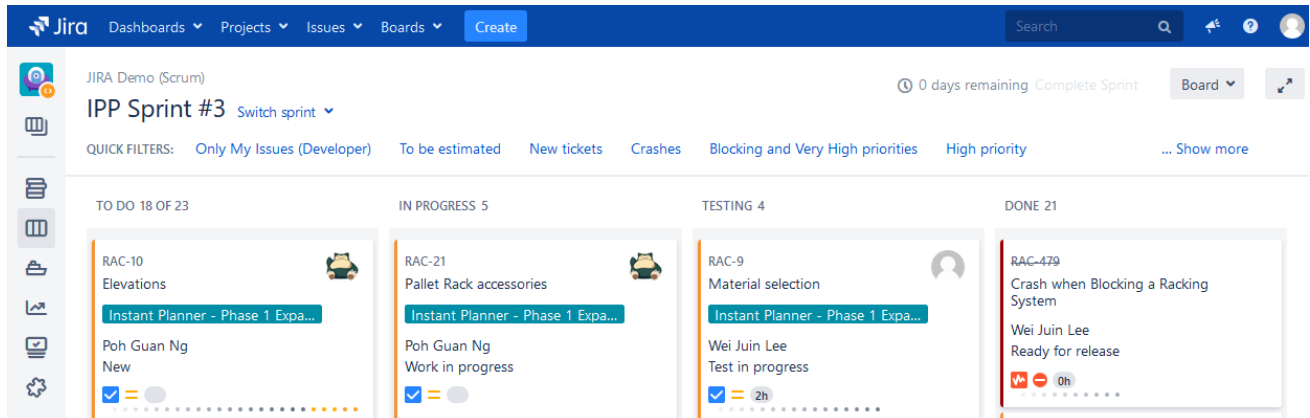 Jira Dashboards Projects Issues Boards Create Search
JIRA Demo (Scrum)
0 days remaining Complete Sprint Board
IPP Sprint #3 Switch sprint
QUICK FILTERS: Only My Issues (Developer) To be estimated New tickets Crashes Blocking and Very High priorities High priority ... Show more
TO DO 18 OF 23 IN PROGRESS 5 TESTING 4 DONE 21
RAC-10
Elevations
Instant Planner - Phase 1 Expa...
Poh Guan Ng
New
RAC-21
Pallet Rack accessories
Instant Planner - Phase 1 Expa...
Poh Guan Ng
Work in progress
RAC-9
Material selection
Instant Planner - Phase 1 Expa...
Wei Juin Lee
Test in progress
2h
RAC-479
Crash when Blocking a Racking
System
Wei Juin Lee
Ready for release
0h